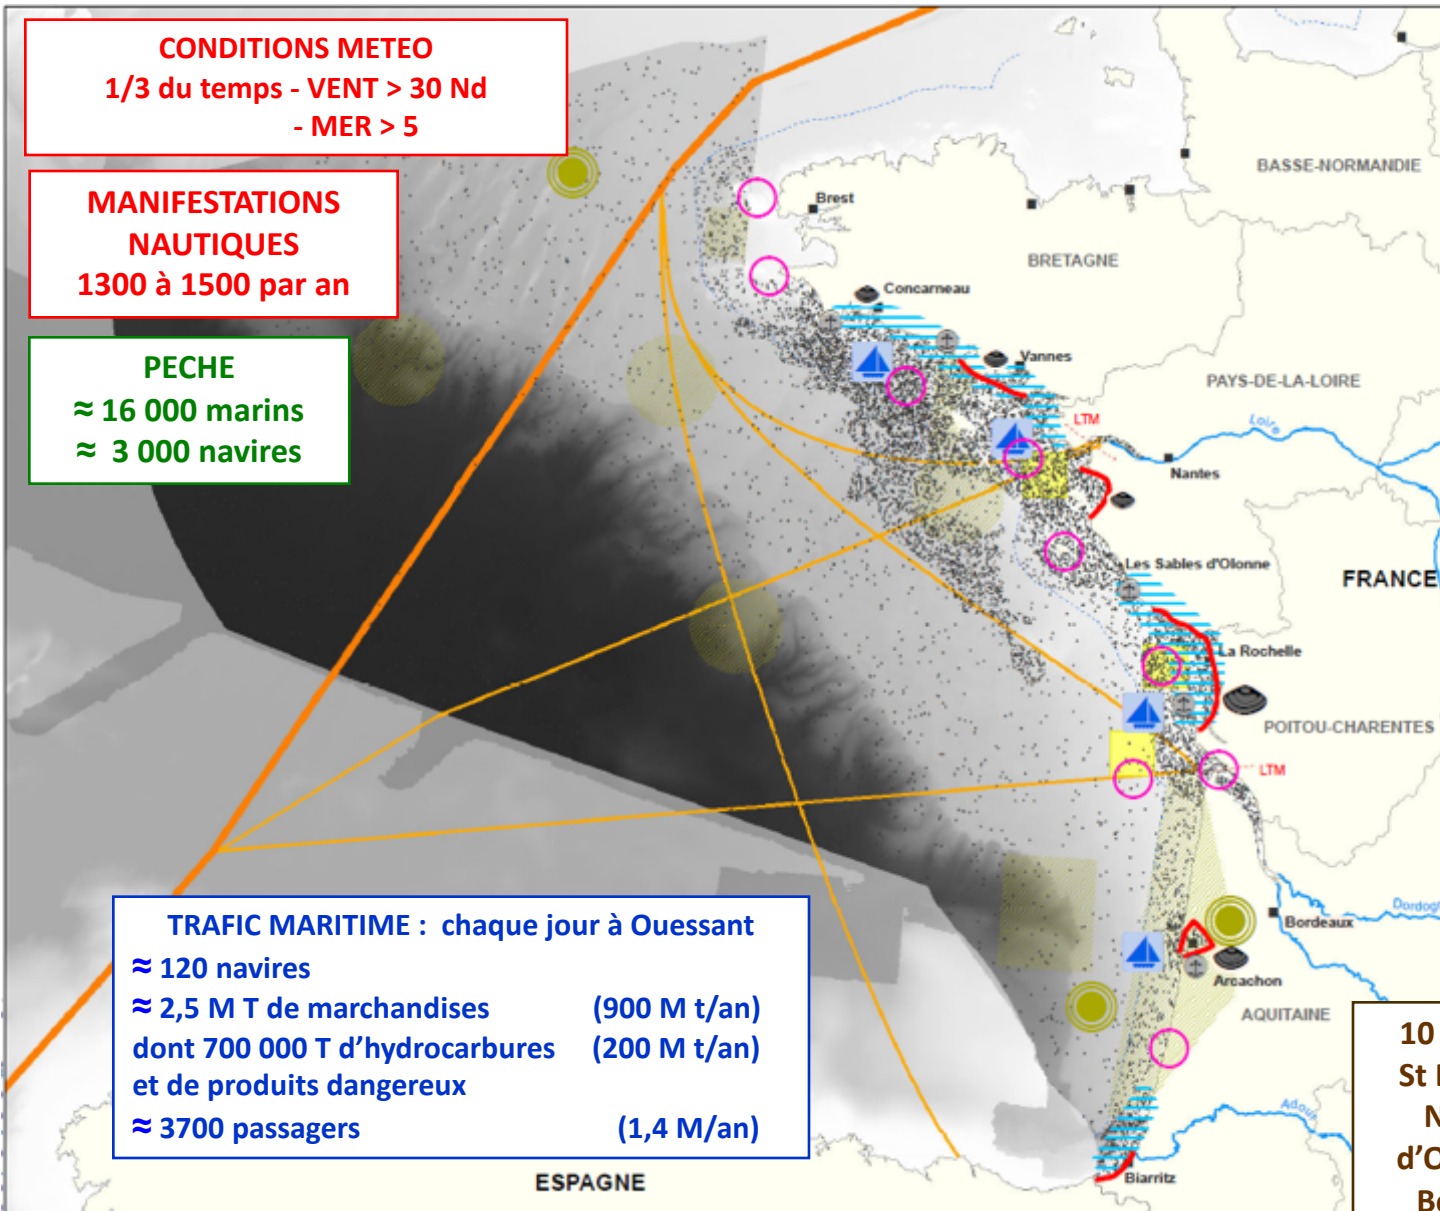 CONDITIONS METEO
1/3 du temps - VENT > 30 Nd
- MER > 5
MANIFESTATIONS
NAUTIQUES
1300 à 1500 par an
PECHE
≈ 16 000 marins
≈ 3 000 navires
BASSE-NORMANDIE
Brest
BRETAGNE
Concarneau
Vannes
PAYS-DE-LA-LOIRE
LTM
Loire
Nantes
Les Sables d'Olonne
FRANCE
La Rochelle
POITOU-CHARENTES
LTM
Bordeaux
Dordog
Arcachon
AQUITAINE
TRAFIC MARITIME : chaque jour à Ouessant
≈ 120 navires
≈ 2,5 M T de marchandises (900 M t/an)
dont 700 000 T d’hydrocarbures (200 M t/an)
et de produits dangereux
≈ 3700 passagers (1,4 M/an)
10
St
d’O
Adour
Biarritz
ESPAGNE